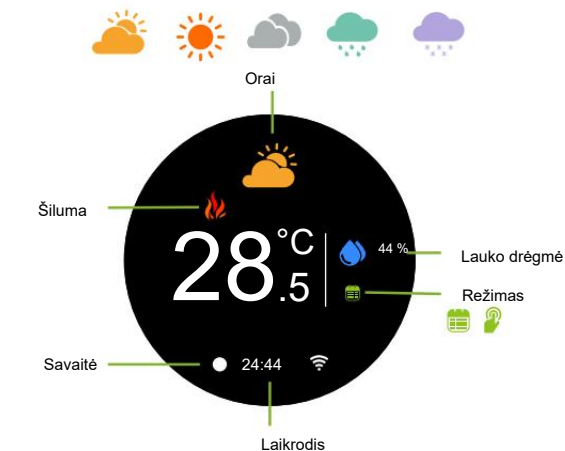 Orai
Šiluma
28.5 °C
44 %
Lauko drėgmė
Režimas
Savaitė
24:44
Laikrodis